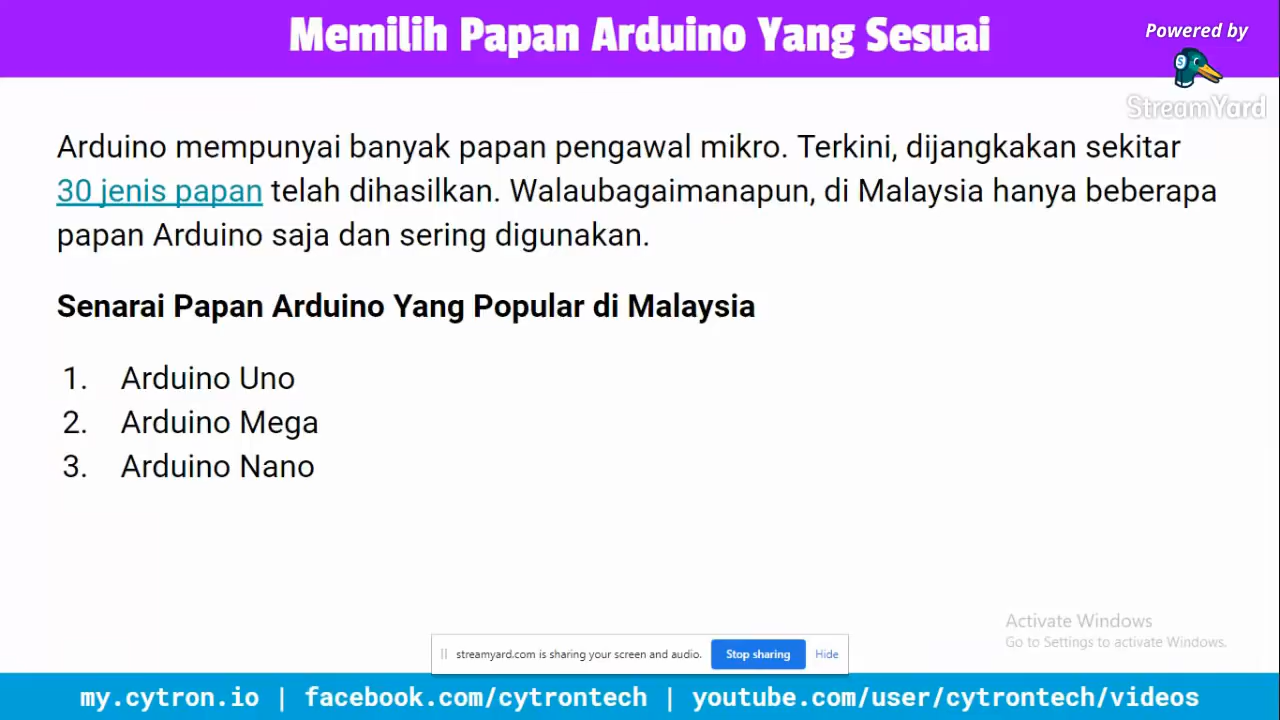 Memilih Papan Arduino Yang Sesuai
Powered by
S
StreamYard
Arduino mempunyai banyak papan pengawal mikro. Terkini, dijangkakan sekitar
30 jenis papan telah dihasilkan. Walaubagaimanapun, di Malaysia hanya beberapa
papan Arduino saja dan sering digunakan.
Senarai Papan Arduino Yang Popular di Malaysia
1. Arduino Uno
2. Arduino Mega
3. Arduino Nano
Activate Windows
Go to Settings to activate Windows.
streamyard.com is sharing your screen and audio. Stop sharing Hide
my.cytron.io | facebook.com/cytrontech | youtube.com/user/cytrontech/videos